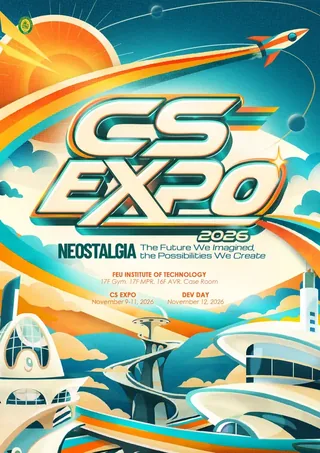 CS
EXPO
2026
NEOSTALGIA The Future We Imagined,
the Possibilities We Create
FEU INSTITUTE OF TECHNOLOGY
17F Gym, 17F MPR, 16F AVR, Case Room
CS EXPO DEV DAY
November 9-11, 2026 November 12, 2026
9